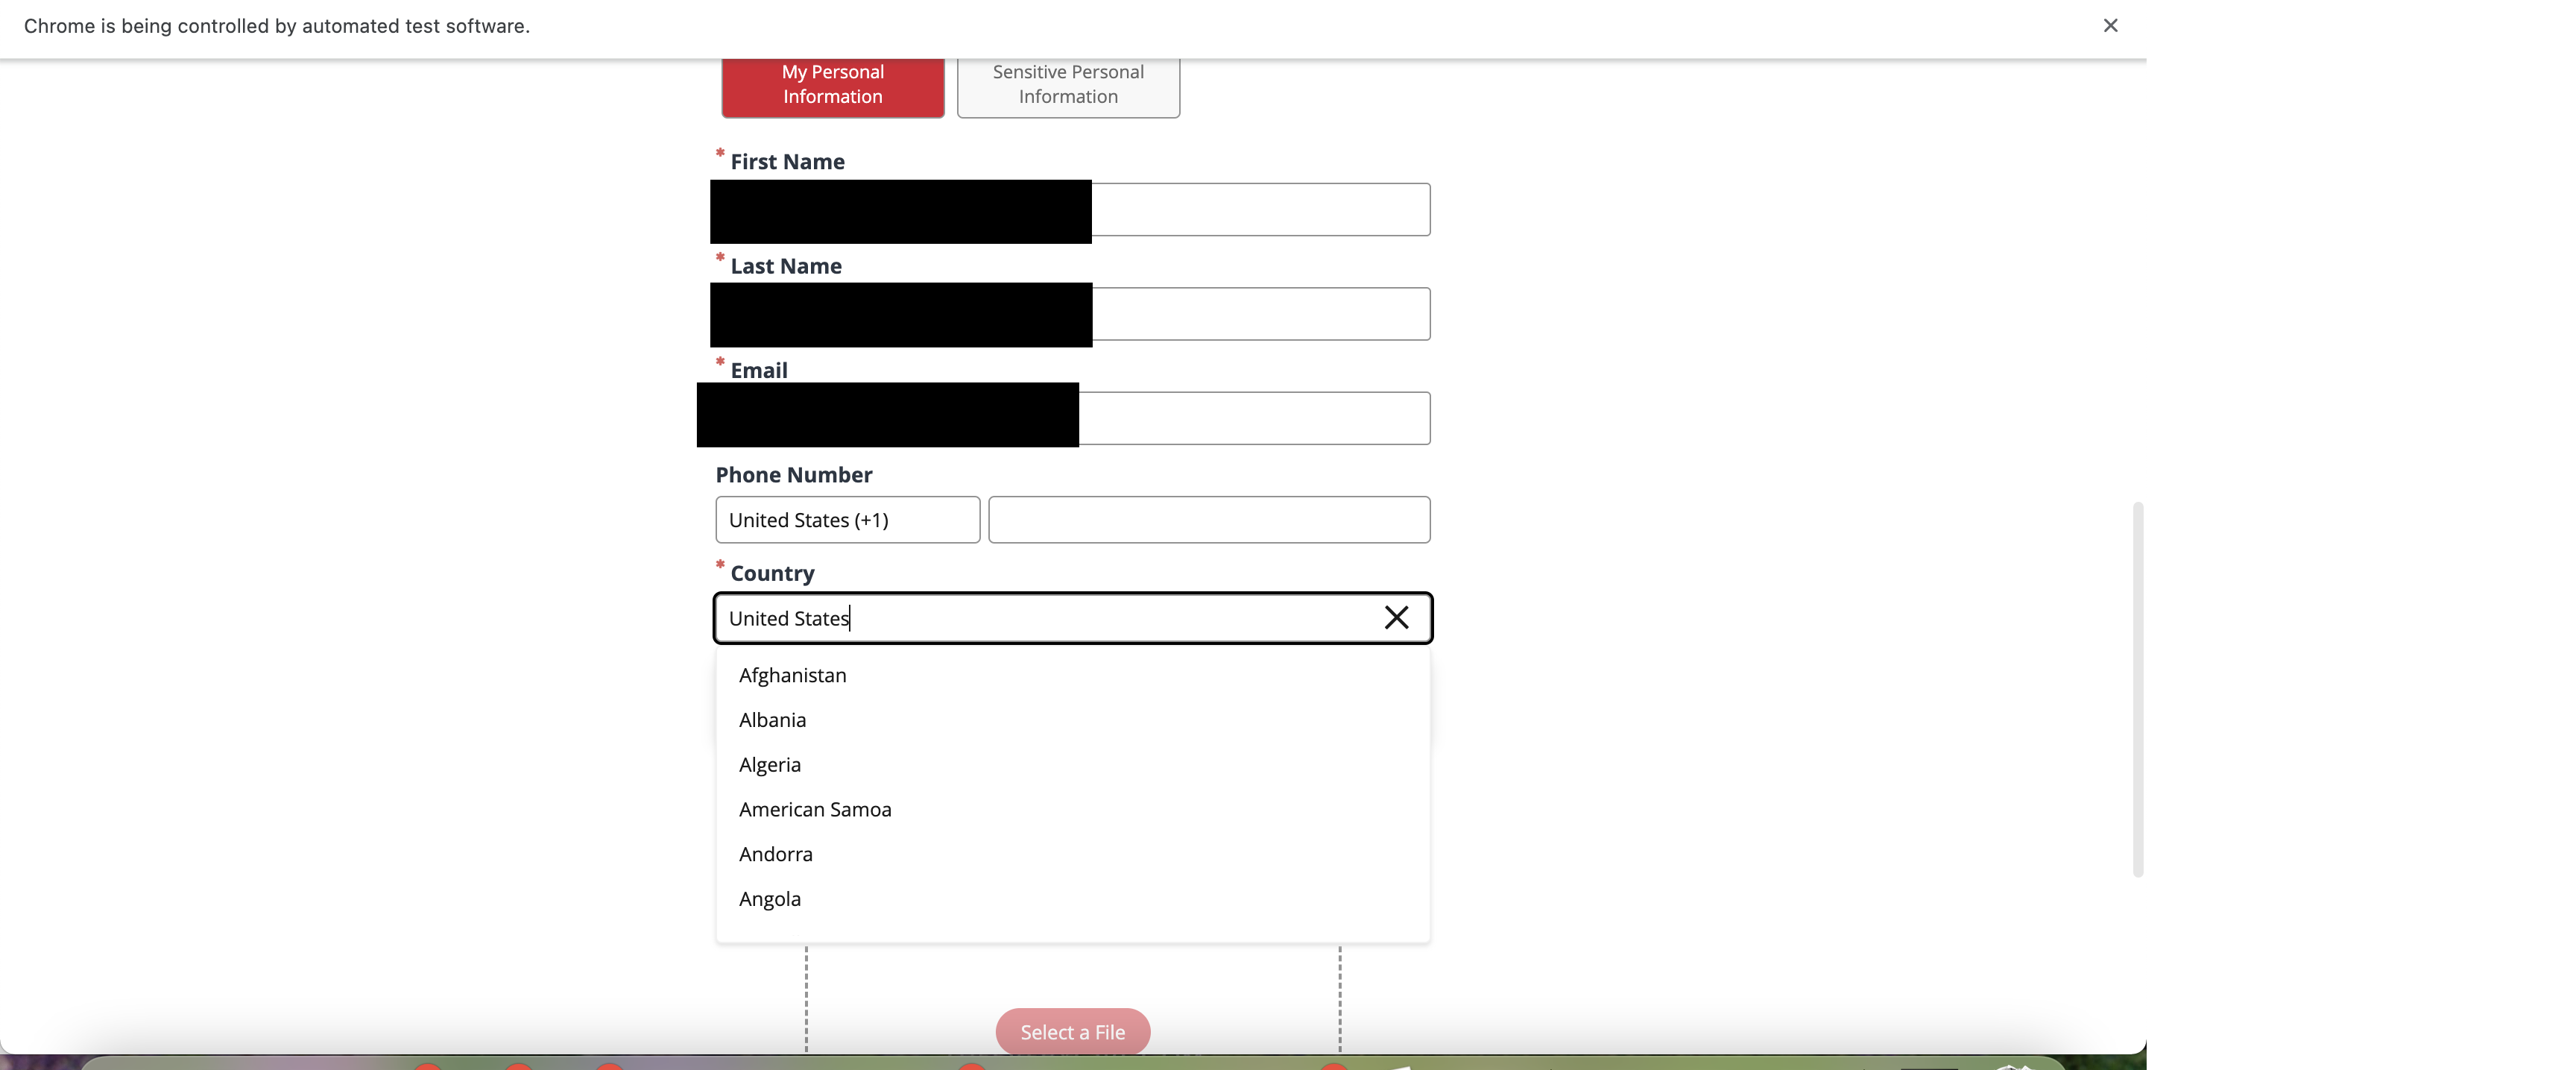 Chrome is being controlled by automated test software.
My Personal
Information
Sensitive Personal
Information
* First Name
* Last Name
* Email
Phone Number
United States (+1)
* Country
United States
Afghanistan
Albania
Algeria
American Samoa
Andorra
Angola
Select a File